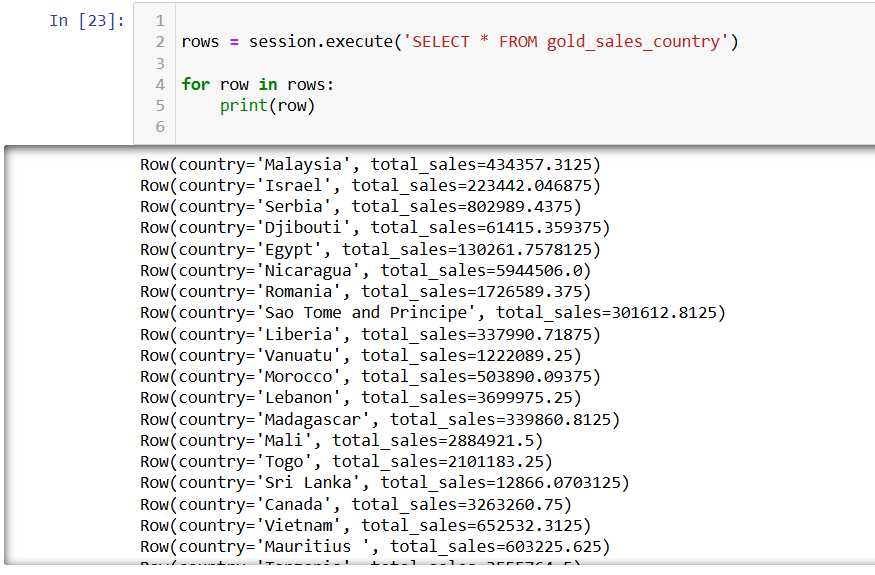 In [23]:
1
2 rows = session.execute('SELECT * FROM gold_sales_country')
3
4 for row in rows:
5     print(row)
6
Row(country='Malaysia', total_sales=434357.3125)
Row(country='Israel', total_sales=223442.046875)
Row(country='Serbia', total_sales=802989.4375)
Row(country='Djibouti', total_sales=61415.359375)
Row(country='Egypt', total_sales=130261.7578125)
Row(country='Nicaragua', total_sales=5944506.0)
Row(country='Romania', total_sales=1726589.375)
Row(country='Sao Tome and Principe', total_sales=301612.8125)
Row(country='Liberia', total_sales=337990.71875)
Row(country='Vanuatu', total_sales=1222089.25)
Row(country='Morocco', total_sales=503890.09375)
Row(country='Lebanon', total_sales=3699975.25)
Row(country='Madagascar', total_sales=339860.8125)
Row(country='Mali', total_sales=2884921.5)
Row(country='Togo', total_sales=2101183.25)
Row(country='Sri Lanka', total_sales=12866.0703125)
Row(country='Canada', total_sales=3263260.75)
Row(country='Vietnam', total_sales=652532.3125)
Row(country='Mauritius ', total_sales=603225.625)